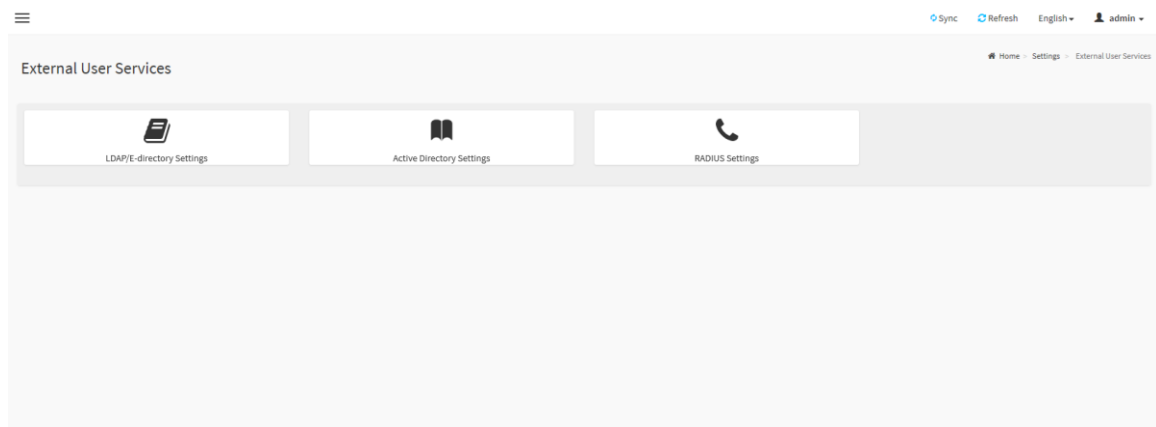 Sync Refresh English admin
External User Services
Home > Settings > External User Services
LDAP/E-directory Settings
Active Directory Settings
RADIUS Settings